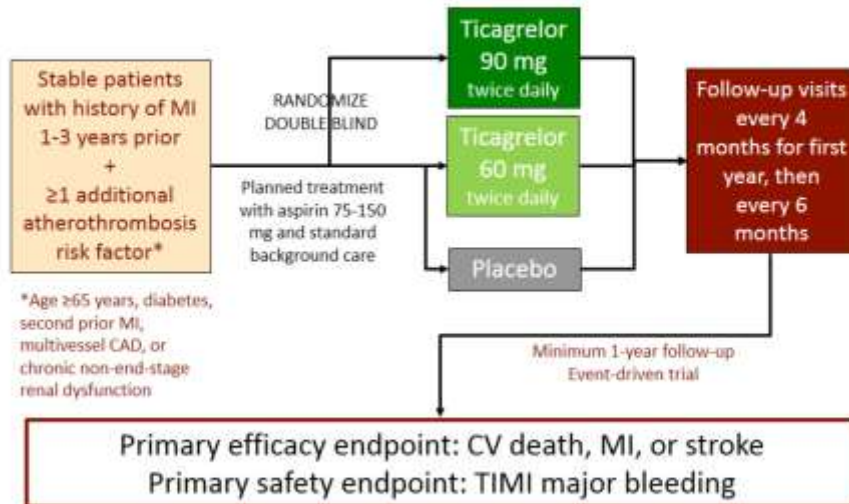 Stable patients
with history of MI
1-3 years prior
+
≥1 additional
atherothrombosis
risk factor*
*Age ≥65 years, diabetes,
second prior MI,
multivessel CAD, or
chronic non-end-stage
renal dysfunction
RANDOMIZE
DOUBLE BLIND
Planned treatment
with aspirin 75-150
mg and standard
background care
Ticagrelor
90 mg
twice daily
Ticagrelor
60 mg
twice daily
Placebo
Follow-up visits
every 4
months for first
year, then
every 6
months
Minimum 1-year follow-up
Event-driven trial
Primary efficacy endpoint: CV death, MI, or stroke
Primary safety endpoint: TIMI major bleeding